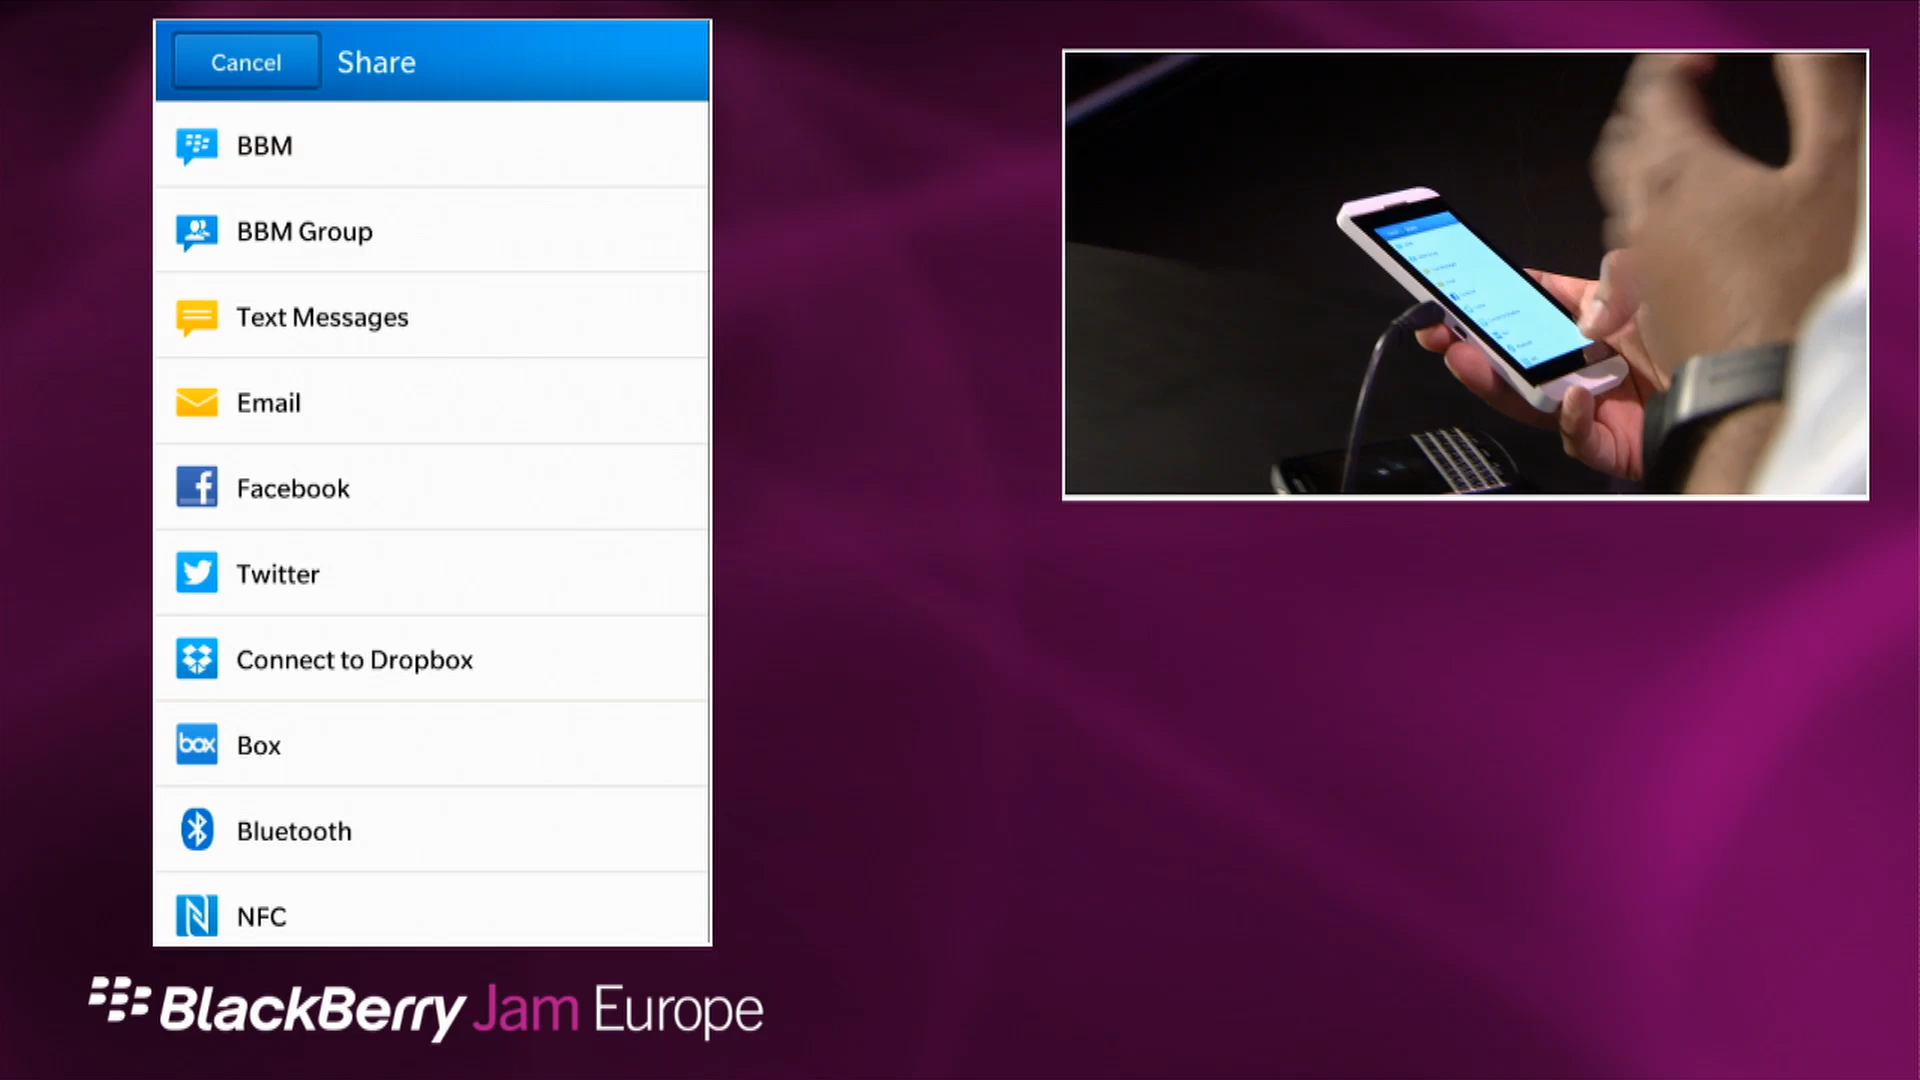 Cancel
Share
BBM
BBM Group
Text Messages
Email
Facebook
Twitter
Connect to Dropbox
box
Box
Bluetooth
NFC
BlackBerry Jam Europe